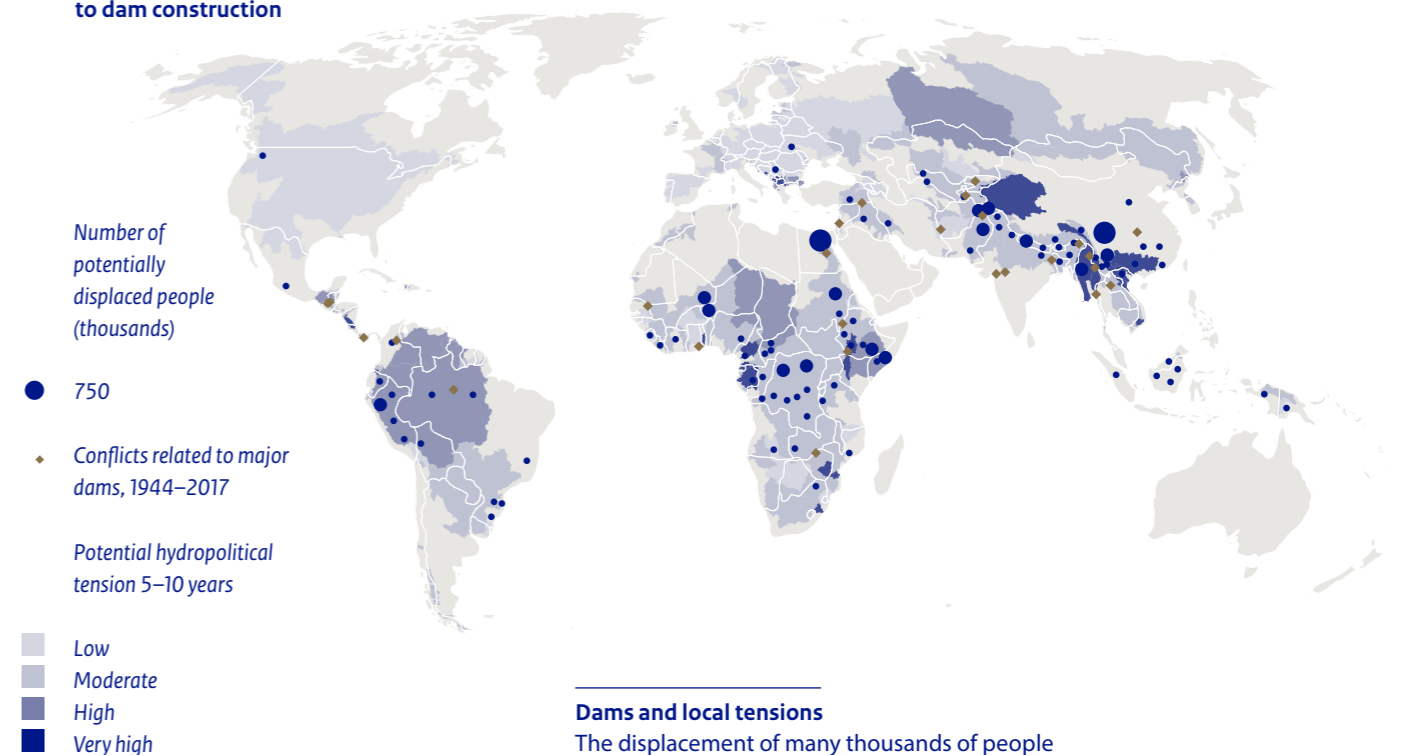 to dam construction
Number of
potentially
displaced people
(thousands)
750
Conflicts related to major
dams, 1944–2017
Potential hydropolitical
tension 5–10 years
Low
Moderate
High
Very high
Dams and local tensions
The displacement of many thousands of people